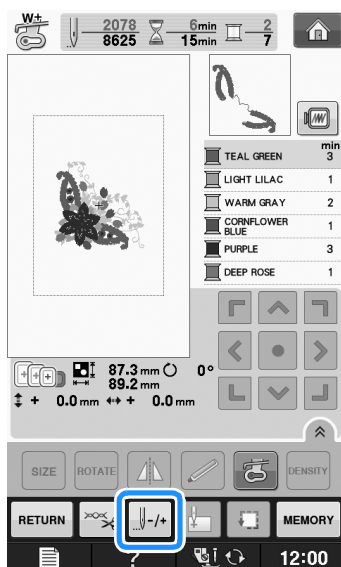 W+
2078 6min 2
8625 15min 7
min
TEAL GREEN 3
LIGHT LILAC 1
WARM GRAY 2
CORNFLOWER
BLUE 1
PURPLE 3
DEEP ROSE 1
87.3 mm 0°
89.2 mm
+ 0.0 mm + 0.0 mm
SIZE ROTATE DENSITY
RETURN -/+ MEMORY
? 12:00